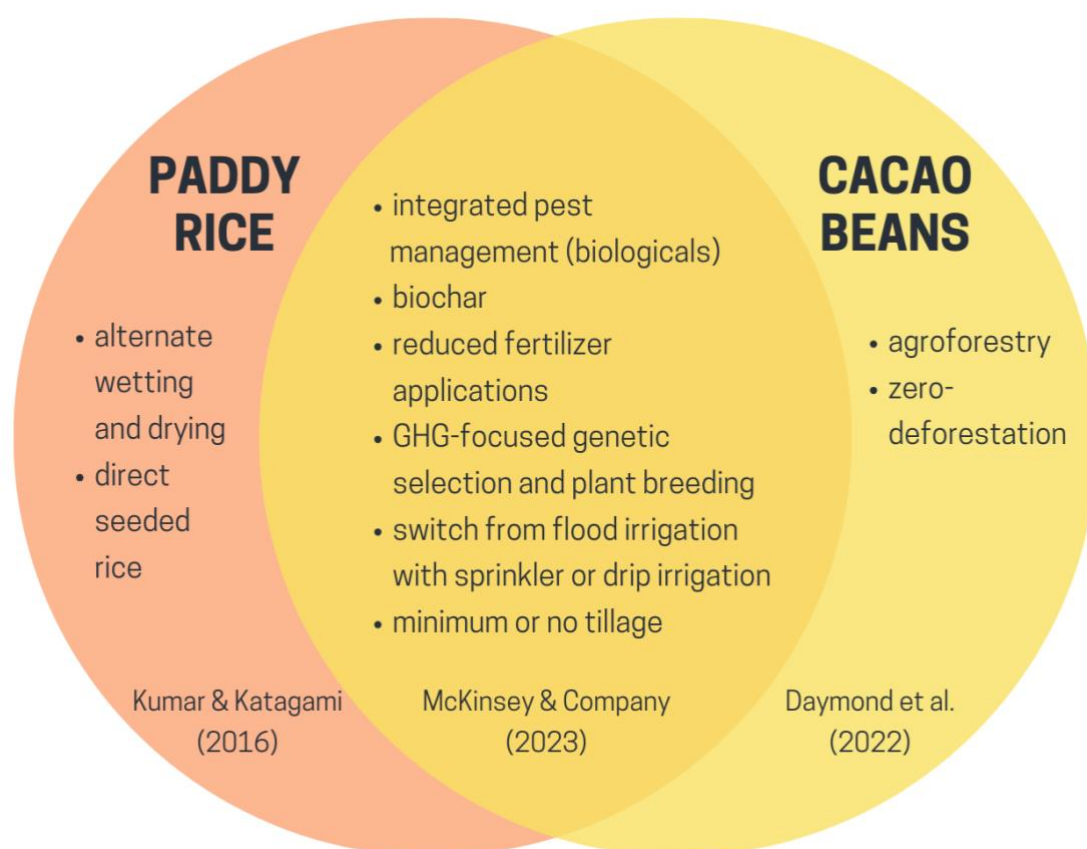 PADDY
RICE
• alternate
wetting
and drying
• direct
seeded
rice
Kumar & Katagami
(2016)
• integrated pest
management (biologicals)
• biochar
• reduced fertilizer
applications
• GHG-focused genetic
selection and plant breeding
• switch from flood irrigation
with sprinkler or drip irrigation
• minimum or no tillage
McKinsey & Company
(2023)
CACAO
BEANS
• agroforestry
• zero-
deforestation
Daymond et al.
(2022)